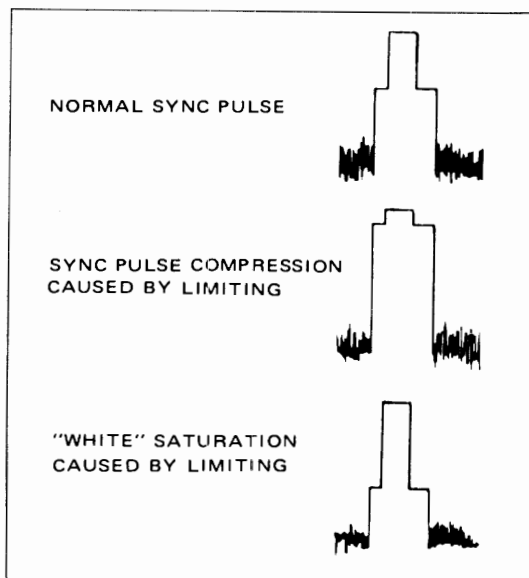 NORMAL SYNC PULSE
SYNC PULSE COMPRESSION
CAUSED BY LIMITING
"WHITE" SATURATION
CAUSED BY LIMITING